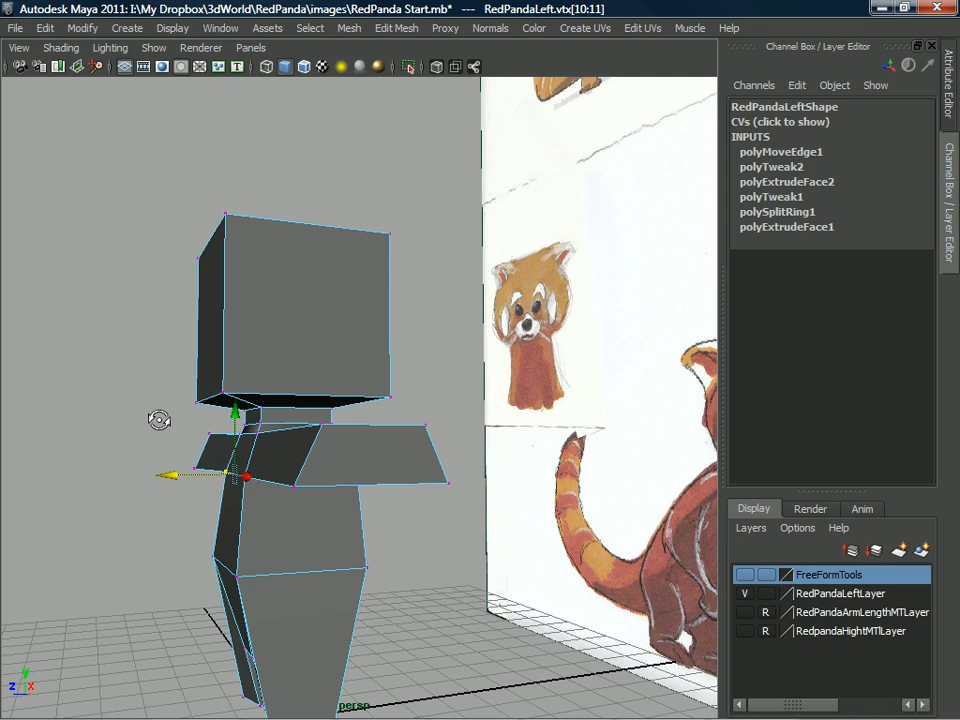 Autodesk Maya 2011: I:\My Dropbox\3dWorld\RedPanda\images\RedPanda Start.mb*   ---   RedPandaLeft.vtx[10:11]
File Edit Modify Create Display Window Assets Select Mesh Edit Mesh Proxy Normals Color Create UVs Edit UVs Muscle Help
View Shading Lighting Show Renderer Panels
Channel Box / Layer Editor
Channels Edit Object Show
RedPandaLeftShape
CVs (click to show)
INPUTS
polyMoveEdge1
polyTweak2
polyExtrudeFace2
polyTweak1
polySplitRing1
polyExtrudeFace1
Attribute Editor
Channel Box / Layer Editor
Display Render Anim
Layers Options Help
FreeFormTools
V RedPandaLeftLayer
R RedPandaArmLengthMTLayer
R RedpandaHightMTlLayer
T
y
z x
persp